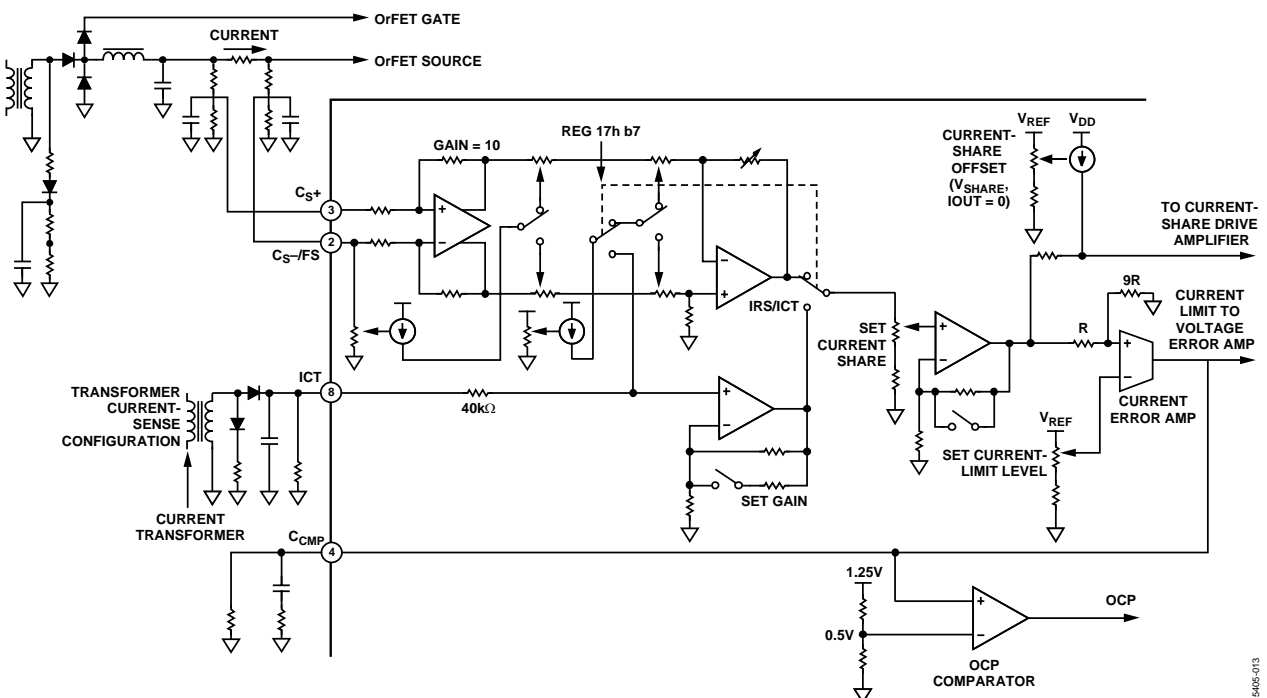 OrFET GATE
CURRENT
OrFET SOURCE
REG 17h b7
GAIN = 10
VREF
VDD
CURRENT-
SHARE
OFFSET
(VSHARE,
IOUT = 0)
CS+
3
2
CS–/FS
TO CURRENT-
SHARE DRIVE
AMPLIFIER
+
–
–
+
IRS/ICT
SET
CURRENT
SHARE
+
–
R
9R
+
–
CURRENT
LIMIT TO
VOLTAGE
ERROR AMP
CURRENT
ERROR AMP
ICT
8
TRANSFORMER
CURRENT-
SENSE
CONFIGURATION
40kΩ
+
–
VREF
SET CURRENT-
LIMIT LEVEL
SET GAIN
CURRENT
TRANSFORMER
CCMP
4
1.25V
0.5V
+
–
OCP
OCP
COMPARATOR
5405-013